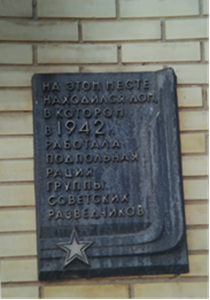 НА ЭТОМ МЕСТЕ
НАХОДИЛСЯ ДОМ,
В КОТОРОМ
В 1942 г.
РАБОТАЛА
ПОДПОЛЬНАЯ
РАЦИЯ
ГРУППЫ
СОВЕТСКИХ
РАЗВЕДЧИКОВ